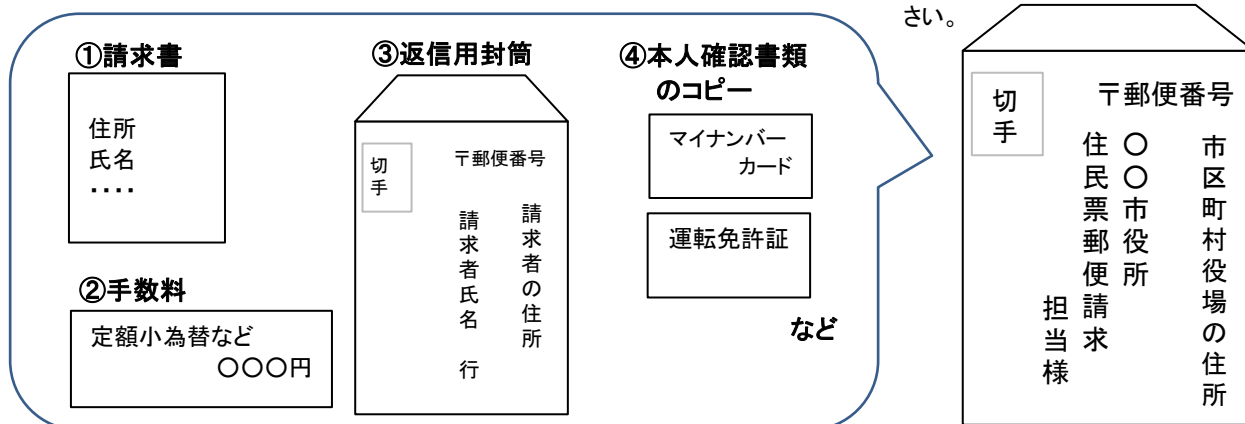 さい。
①請求書
住所
氏名
‥‥
②手数料
定額小為替など
〇〇〇円
③返信用封筒
切手
〒郵便番号
請求者の住所
請求者氏名　行
④本人確認書類
のコピー
マイナンバー
カード
運転免許証
など
切手
〒郵便番号
市区町村役場の住所
〇〇市役所
住民票郵便請求
担当様